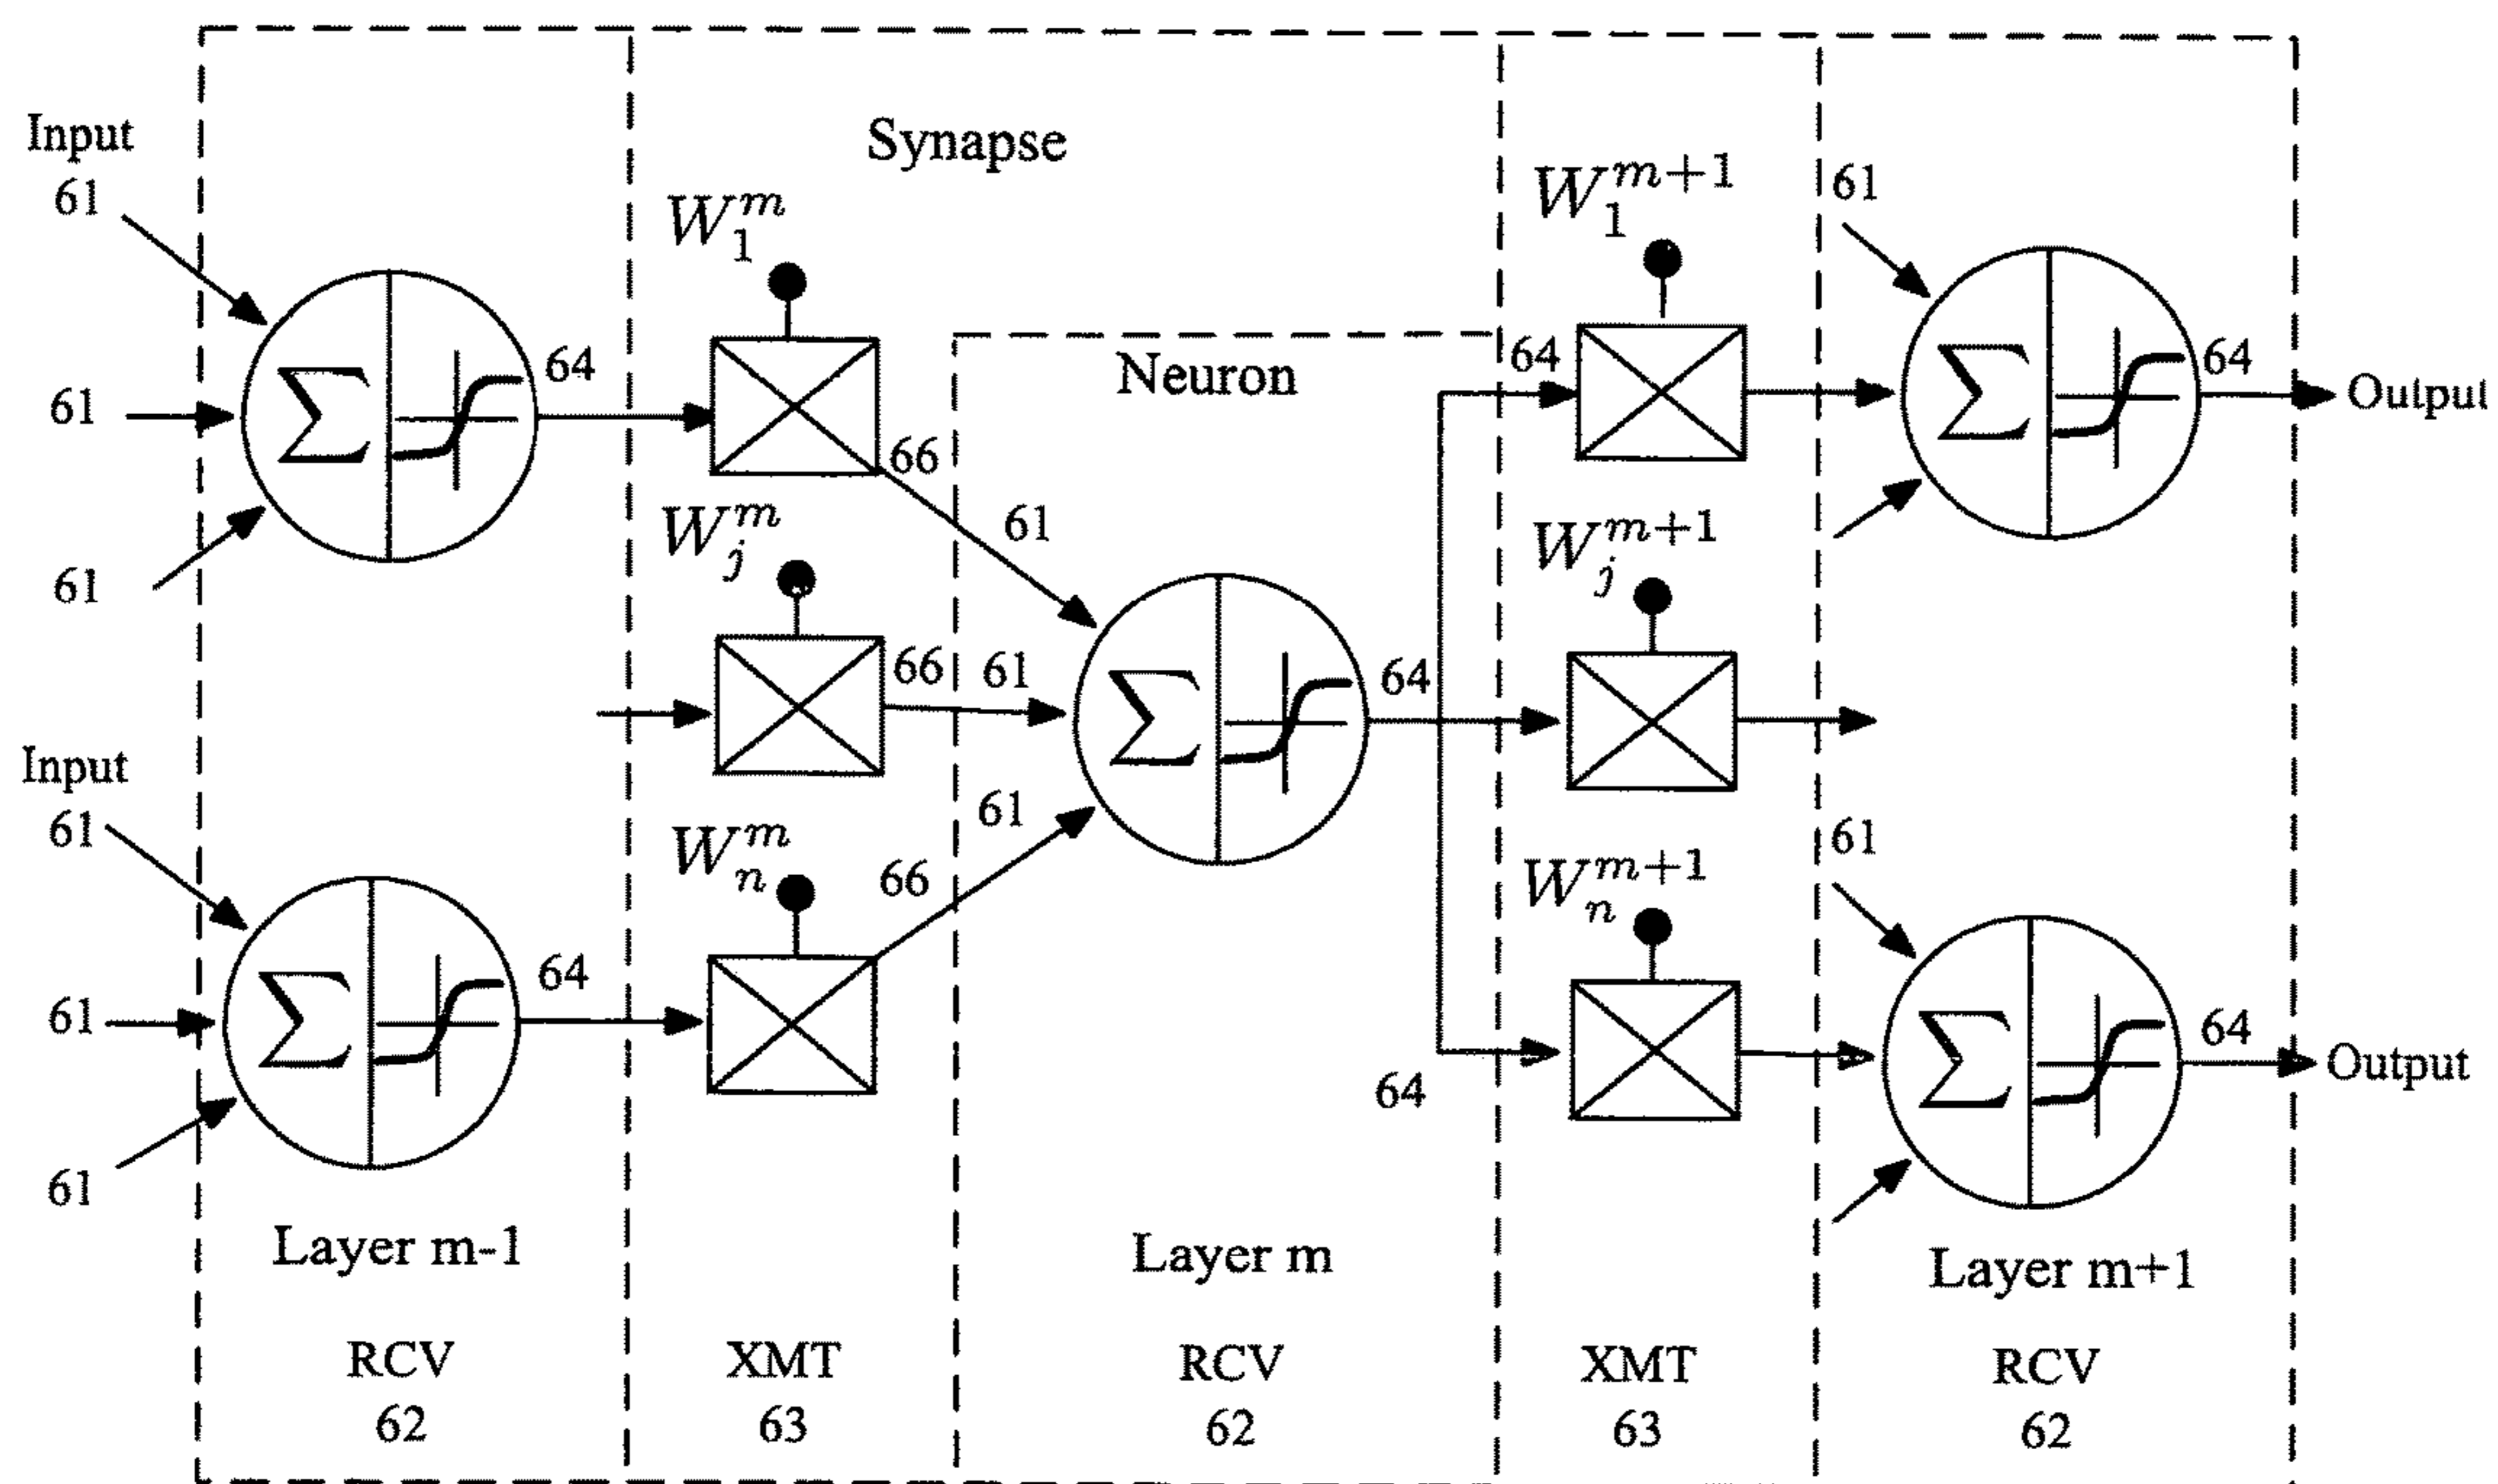 Input
61
61
61
Input
61
61
61
Σ
64
Σ
64
Layer m-1
RCV
62
Synapse
W_1^m
66
W_j^m
66
W_n^m
66
XMT
63
Neuron
61
61
61
Σ
64
64
64
Layer m
RCV
62
W_1^{m+1}
W_j^{m+1}
W_n^{m+1}
XMT
63
61
Σ
64
Output
61
Σ
64
Output
Layer m+1
RCV
62